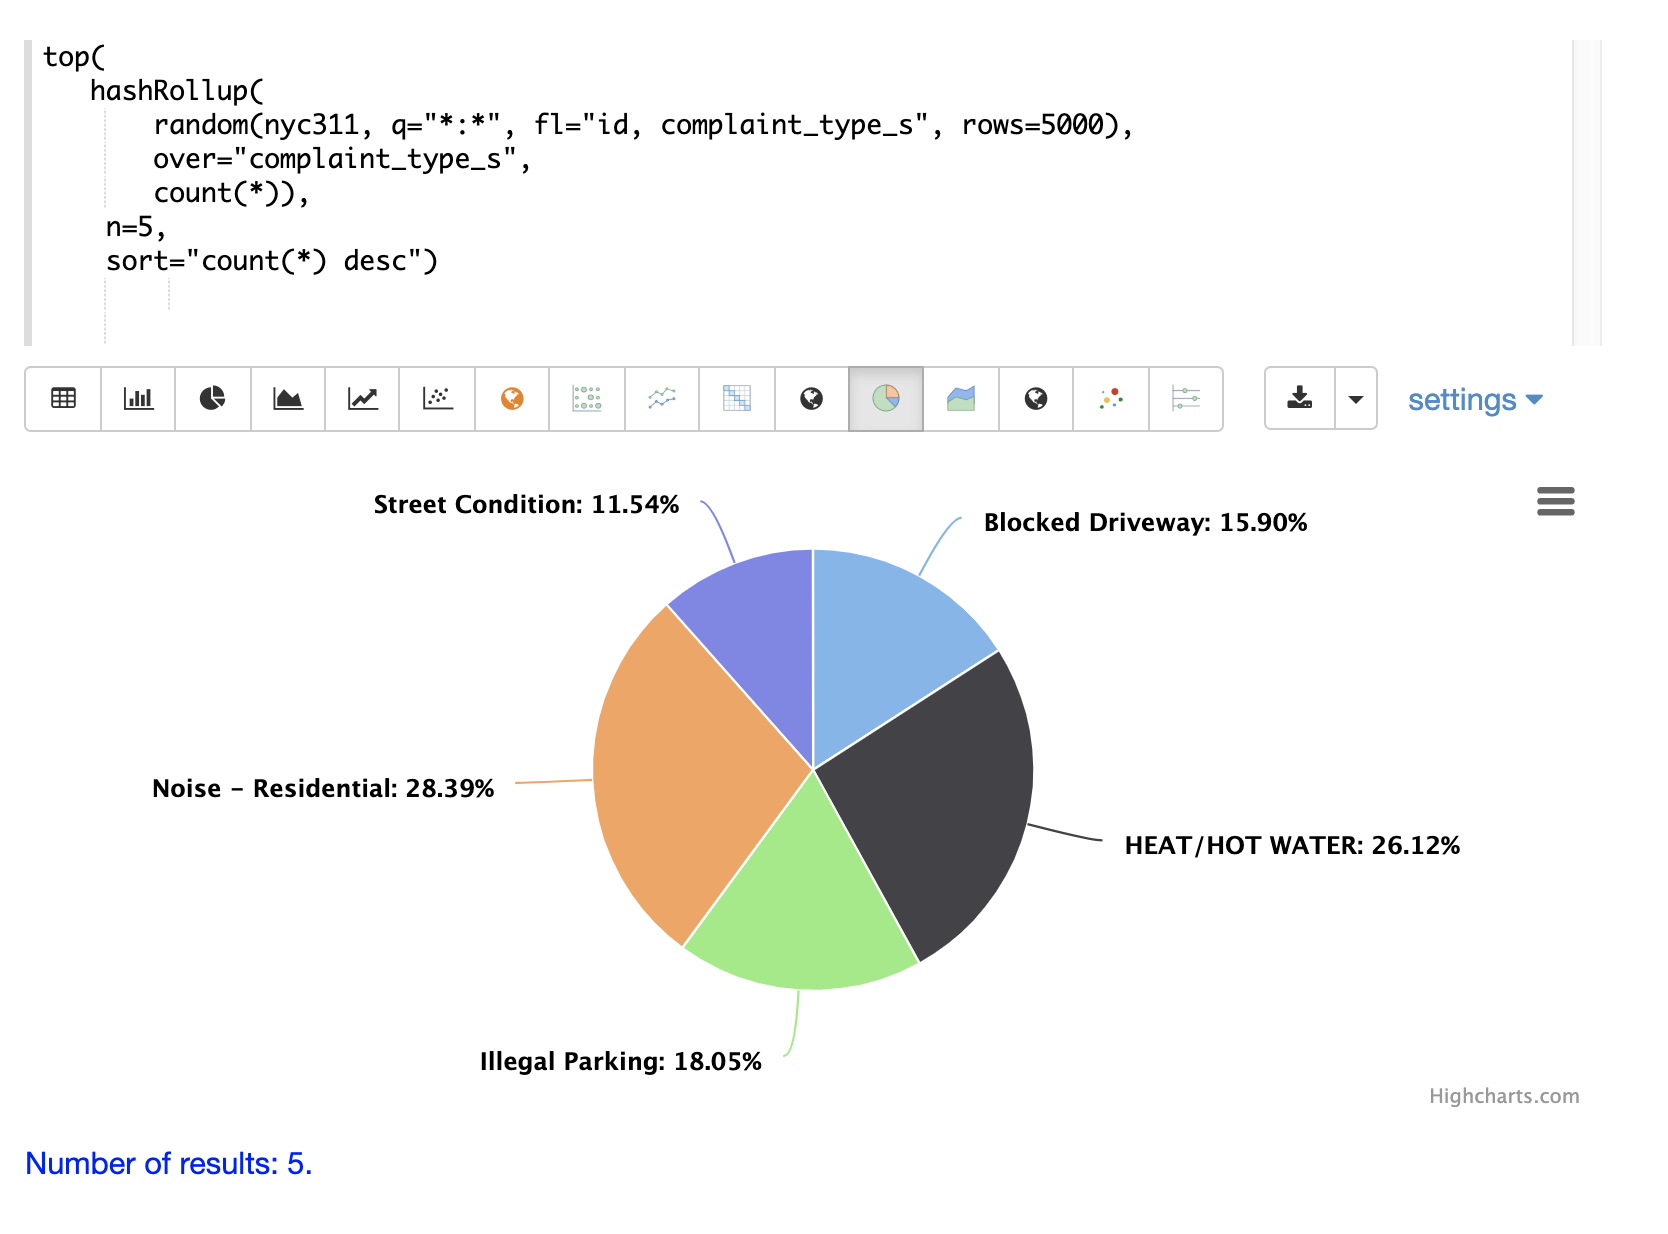 top(
hashRollup(
random(nyc311, q="*:*", fl="id, complaint_type_s", rows=5000),
over="complaint_type_s",
count(*)),
n=5,
sort="count(*) desc")
settings
Street Condition: 11.54%
Blocked Driveway: 15.90%
Noise – Residential: 28.39%
HEAT/HOT WATER: 26.12%
Illegal Parking: 18.05%
Highcharts.com
Number of results: 5.